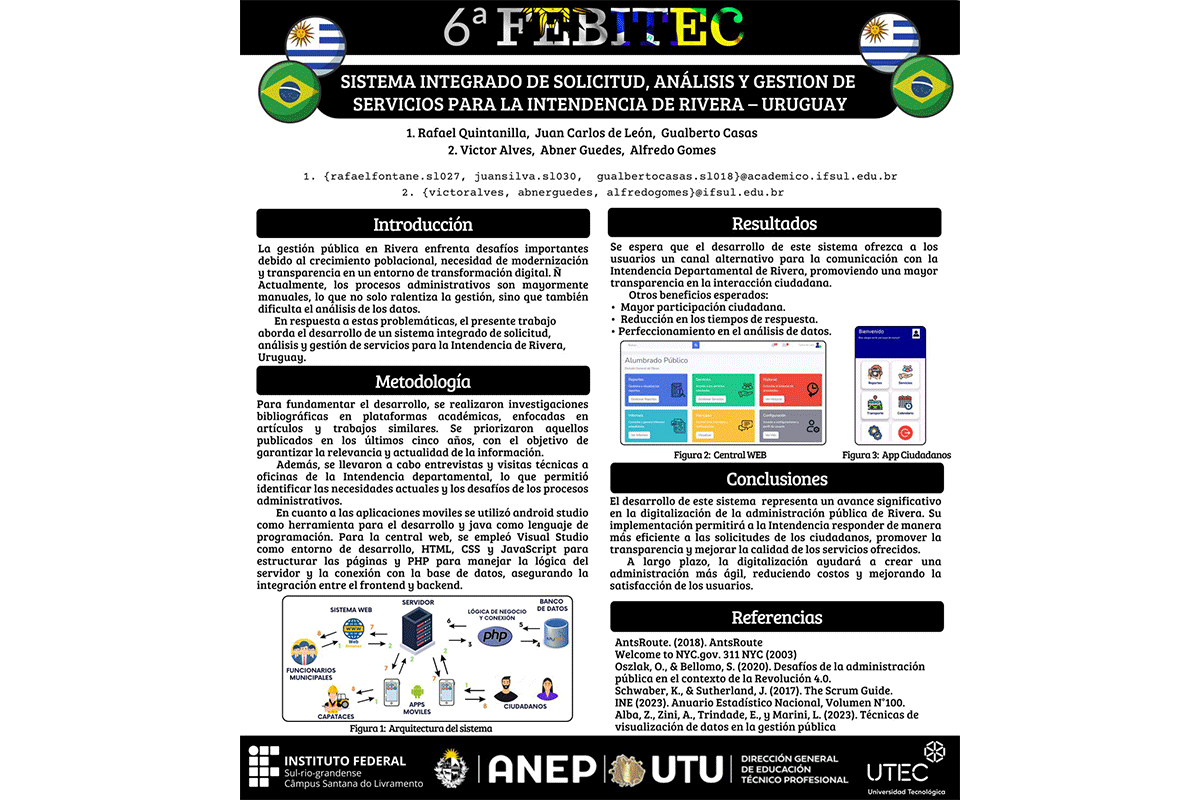 6ª FEBITEC
SISTEMA INTEGRADO DE SOLICITUD, ANÁLISIS Y GESTION DE
SERVICIOS PARA LA INTENDENCIA DE RIVERA – URUGUAY
1. Rafael Quintanilla, Juan Carlos de León, Gualberto Casas
2. Victor Alves, Abner Guedes, Alfredo Gomes
1. {rafaelfontane.sl027, juansilva.sl030, gualbertocasas.sl018}@academico.ifsul.edu.br
2. {victoralves, abnerguedes, alfredogomes}@ifsul.edu.br
Introducción
La gestión pública en Rivera enfrenta desafíos importantes
debido al crecimiento poblacional, necesidad de modernización
y transparencia en un entorno de transformación digital. Ñ
Actualmente, los procesos administrativos son mayormente
manuales, lo que no solo ralentiza la gestión, sino que también
dificulta el análisis de los datos.
En respuesta a estas problemáticas, el presente trabajo
aborda el desarrollo de un sistema integrado de solicitud,
análisis y gestión de servicios para la Intendencia de Rivera,
Uruguay.
Metodología
Para fundamentar el desarrollo, se realizaron investigaciones
bibliográficas en plataformas académicas, enfocadas en
artículos y trabajos similares. Se priorizaron aquellos
publicados en los últimos cinco años, con el objetivo de
garantizar la relevancia y actualidad de la información.
Además, se llevaron a cabo entrevistas y visitas técnicas a
oficinas de la Intendencia departamental, lo que permitió
identificar las necesidades actuales y los desafíos de los procesos
administrativos.
En cuanto a las aplicaciones moviles se utilizó android studio
como herramienta para el desarrollo y java como lenguaje de
programación. Para la central web, se empleó Visual Studio
como entorno de desarrollo, HTML, CSS y JavaScript para
estructurar las páginas y PHP para manejar la lógica del
servidor y la conexión con la base de datos, asegurando la
integración entre el frontend y backend.
SISTEMA WEB
SERVIDOR
LÓGICA DE NEGOCIO
Y CONEXIÓN
BANCO
DE DATOS
WWW
Web
php
8
7
1
2
6
3
5
4
FUNCIONARIOS
MUNICIPALES
7
2
2
8
1
1
8
CAPATACES
APPS
MOVILES
CIUDADANOS
Figura 1: Arquitectura del sistema
Resultados
Se espera que el desarrollo de este sistema ofrezca a los
usuarios un canal alternativo para la comunicación con la
Intendencia Departamental de Rivera, promoviendo una mayor
transparencia en la interacción ciudadana.
Otros beneficios esperados:
• Mayor participación ciudadana.
• Reducción en los tiempos de respuesta.
• Perfeccionamiento en el análisis de datos.
Alumbrado Público
Reportes
Servicios
Historial
Informes
Mensajes
Configuración
Figura 2: Central WEB
Bienvenido
Reportes
Servicios
Transporte
Calendario
Figura 3: App Ciudadanos
Conclusiones
El desarrollo de este sistema representa un avance significativo
en la digitalización de la administración pública de Rivera. Su
implementación permitirá a la Intendencia responder de manera
más eficiente a las solicitudes de los ciudadanos, promover la
transparencia y mejorar la calidad de los servicios ofrecidos.
A largo plazo, la digitalización ayudará a crear una
administración más ágil, reduciendo costos y mejorando la
satisfacción de los usuarios.
Referencias
AntsRoute. (2018). AntsRoute
Welcome to NYC.gov. 311 NYC (2003)
Oszlak, O., & Bellomo, S. (2020). Desafíos de la administración
pública en el contexto de la Revolución 4.0.
Schwaber, K., & Sutherland, J. (2017). The Scrum Guide.
INE (2023). Anuario Estadístico Nacional, Volumen N°100.
Alba, Z., Zini, A., Trindade, E., y Marini, L. (2023). Técnicas de
visualización de datos en la gestión pública
INSTITUTO FEDERAL
Sul-rio-grandense
Câmpus Santana do Livramento
ANEP
UTU
DIRECCIÓN GENERAL
DE EDUCACIÓN
TÉCNICO PROFESIONAL
UTEC
Universidad Tecnológica